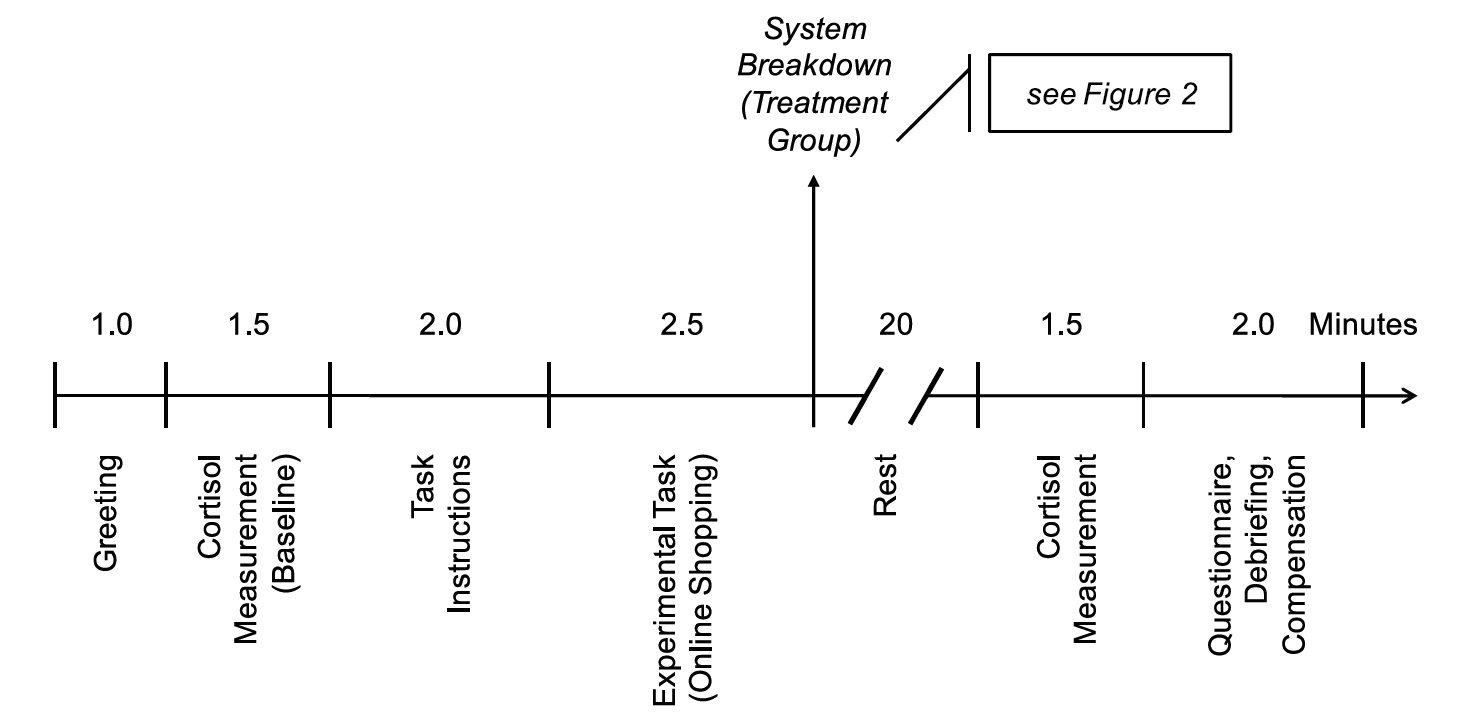 System
Breakdown
(Treatment
Group)
see Figure 2
1.0
1.5
2.0
2.5
20
1.5
2.0
Minutes
Greeting
Cortisol
Measurement
(Baseline)
Task
Instructions
Experimental Task
(Online Shopping)
Rest
Cortisol
Measurement
Questionnaire,
Debriefing,
Compensation